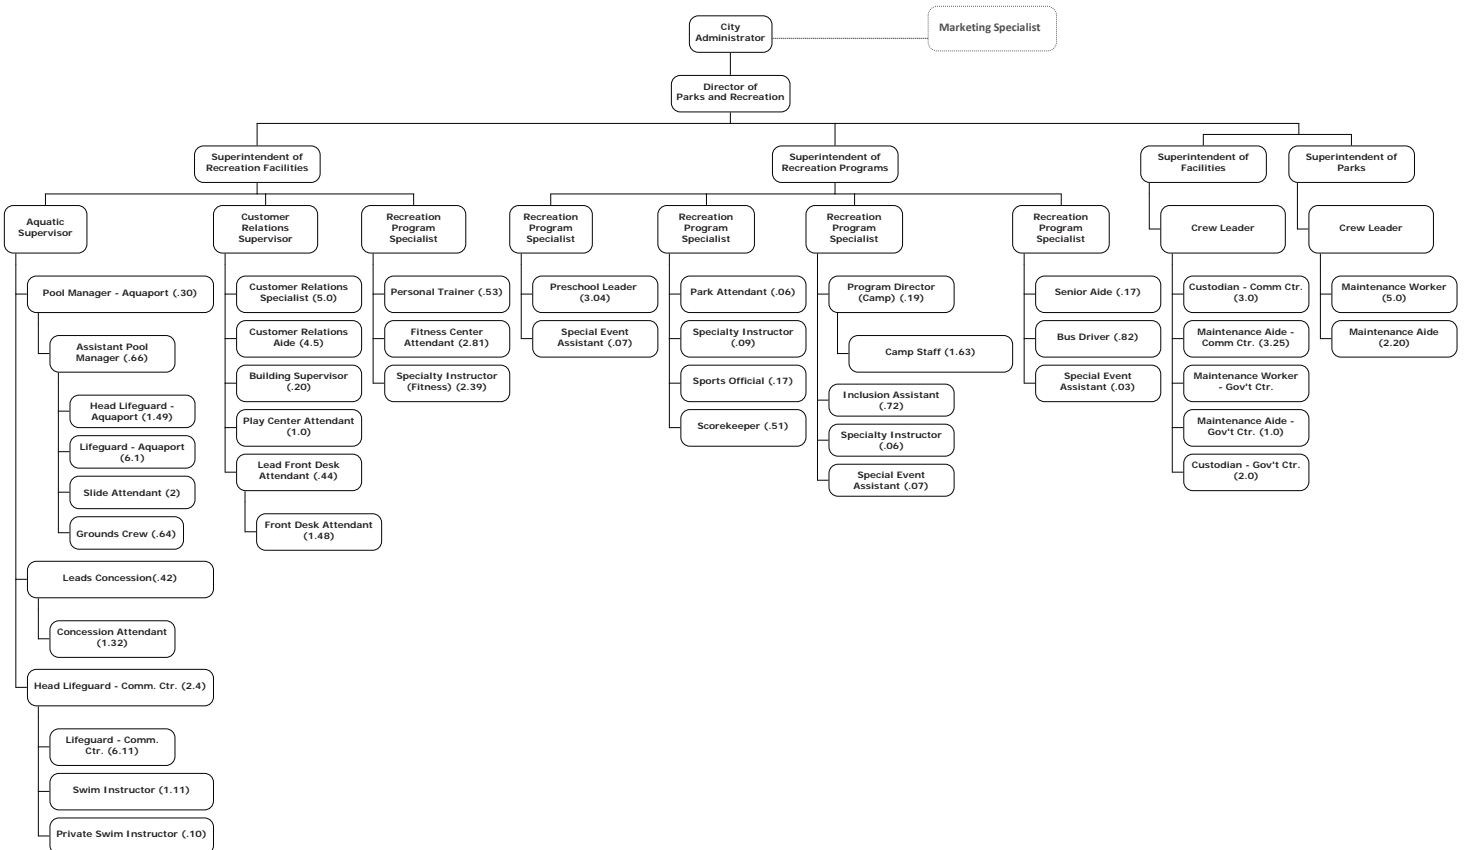 City
Administrator
Marketing Specialist
Director of
Parks and Recreation
Superintendent of
Recreation Facilities
Superintendent of
Recreation Programs
Superintendent of
Facilities
Superintendent of
Parks
Aquatic
Supervisor
Customer
Relations
Supervisor
Recreation
Program
Specialist
Recreation
Program
Specialist
Recreation
Program
Specialist
Recreation
Program
Specialist
Recreation
Program
Specialist
Crew Leader
Crew Leader
Pool Manager - Aquaport (.30)
Assistant Pool
Manager (.66)
Head Lifeguard -
Aquaport (1.49)
Lifeguard - Aquaport
(6.1)
Slide Attendant (2)
Grounds Crew (.64)
Leads Concession(.42)
Concession Attendant
(1.32)
Head Lifeguard - Comm. Ctr. (2.4)
Lifeguard - Comm.
Ctr. (6.11)
Swim Instructor (1.11)
Private Swim Instructor (.10)
Customer Relations
Specialist (5.0)
Customer Relations
Aide (4.5)
Building Supervisor
(.20)
Play Center Attendant
(1.0)
Lead Front Desk
Attendant (.44)
Front Desk Attendant
(1.48)
Personal Trainer (.53)
Fitness Center
Attendant (2.81)
Specialty Instructor
(Fitness) (2.39)
Preschool Leader
(3.04)
Special Event
Assistant (.07)
Park Attendant (.06)
Specialty Instructor
(.09)
Sports Official (.17)
Scorekeeper (.51)
Program Director
(Camp) (.19)
Camp Staff (1.63)
Inclusion Assistant
(.72)
Specialty Instructor
(.06)
Special Event
Assistant (.07)
Senior Aide (.17)
Bus Driver (.82)
Special Event
Assistant (.03)
Custodian - Comm Ctr.
(3.0)
Maintenance Aide -
Comm Ctr. (3.25)
Maintenance Worker
- Gov't Ctr.
Maintenance Aide -
Gov't Ctr. (1.0)
Custodian - Gov't Ctr.
(2.0)
Maintenance Worker
(5.0)
Maintenance Aide
(2.20)